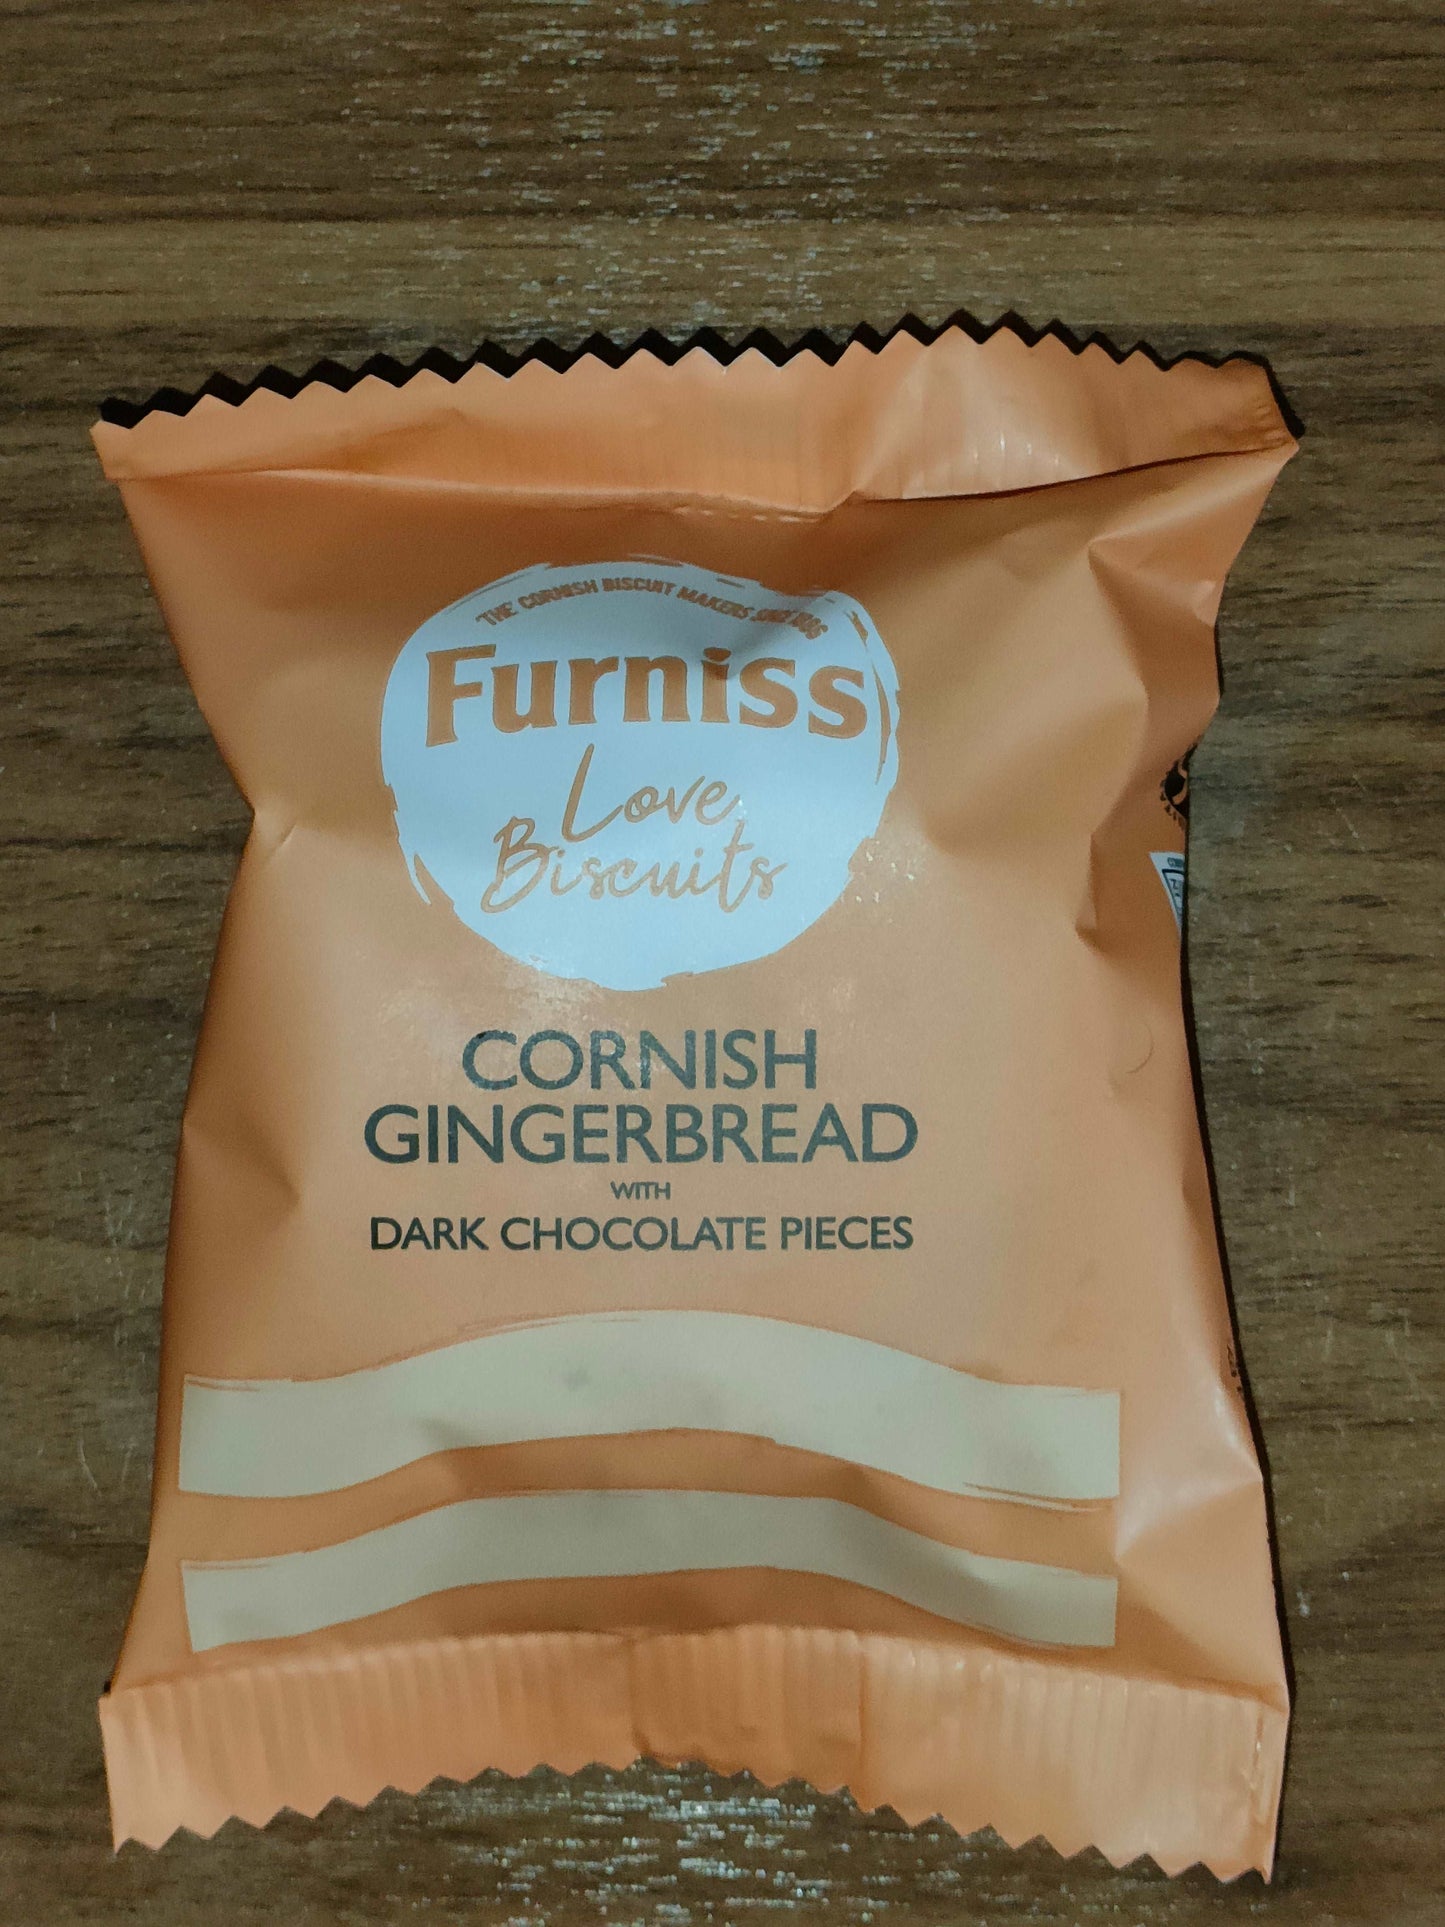 'THE' CORNISH BISCUIT MAKERS SINCE 1886
Furniss
Love
Biscuits
CORNISH
GINGERBREAD
WITH
DARK CHOCOLATE PIECES